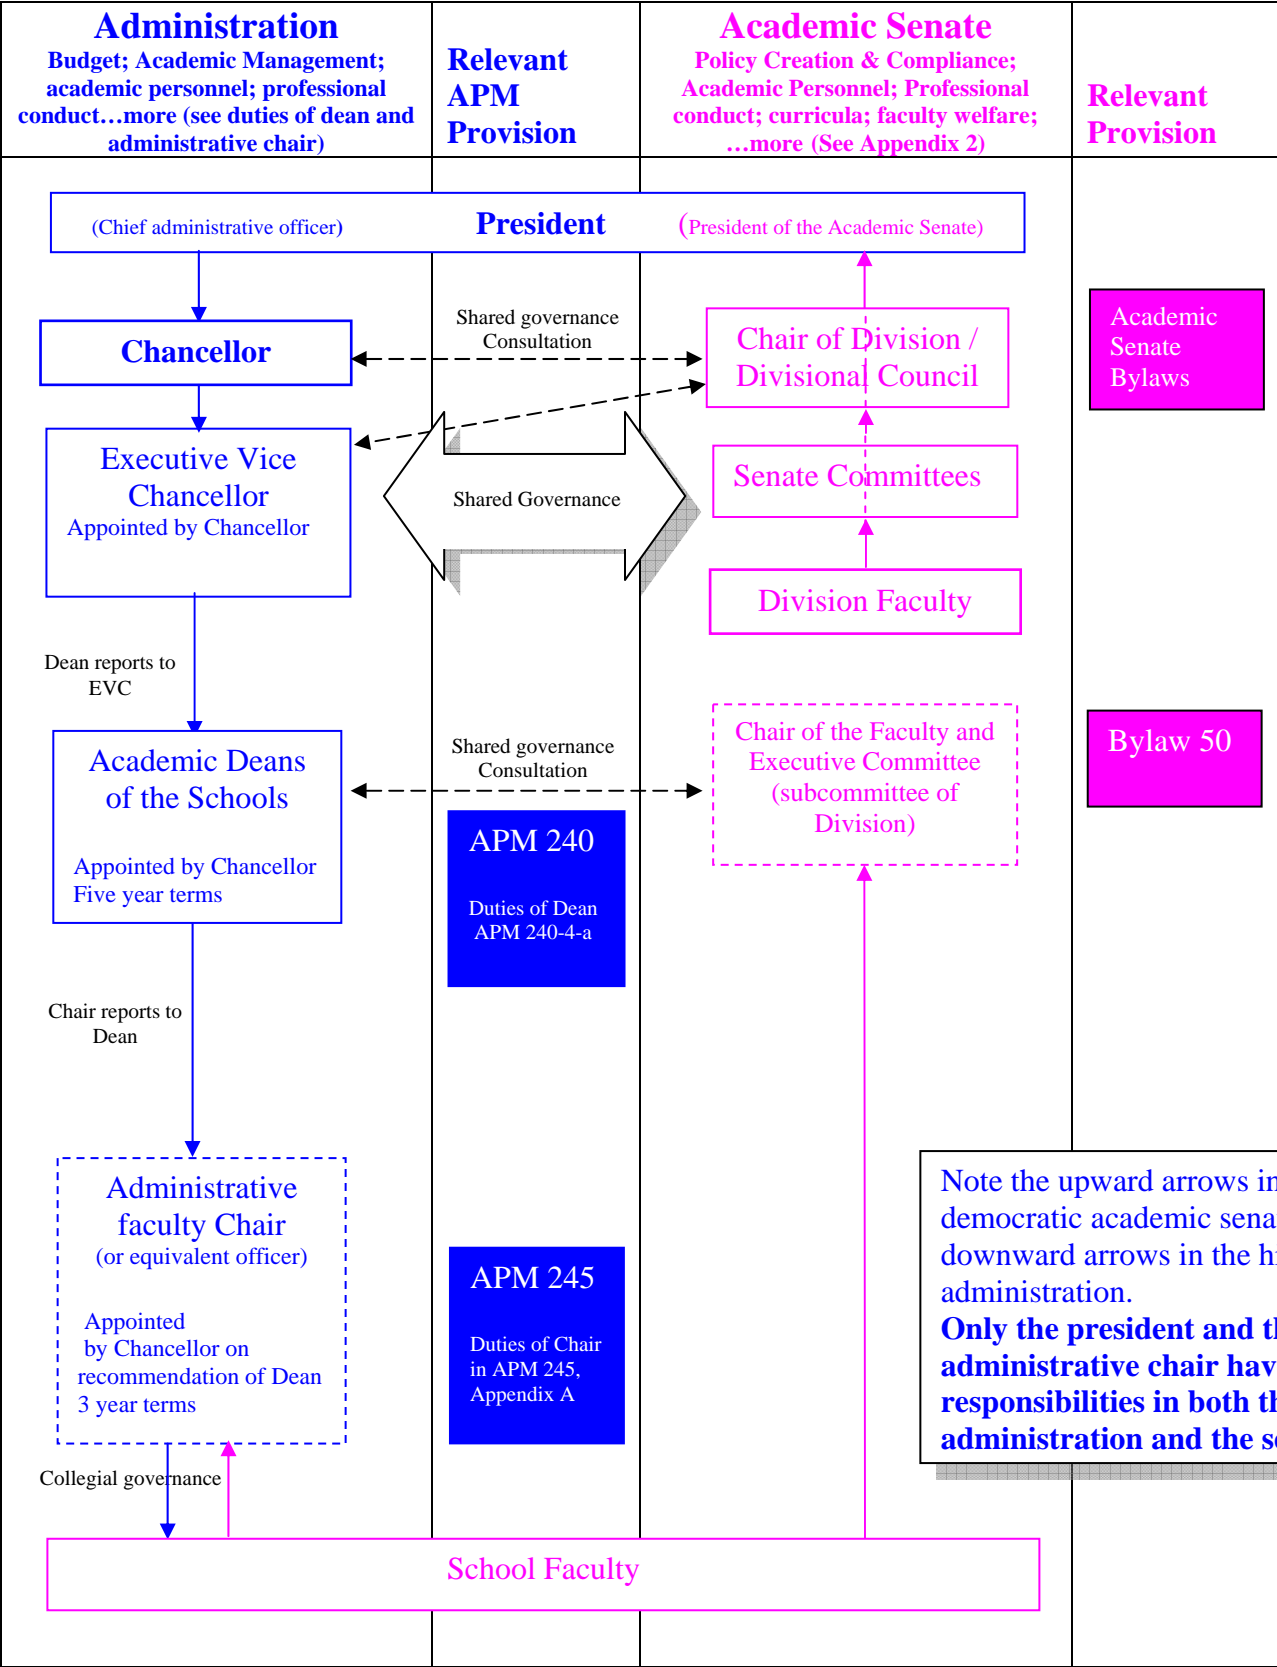 Administration
Budget; Academic Management;
academic personnel; professional
conduct…more (see duties of dean and
administrative chair)
Relevant
APM
Provision
Academic Senate
Policy Creation & Compliance;
Academic Personnel; Professional
conduct; curricula; faculty welfare;
…more (See Appendix 2)
Relevant
Provision
(Chief administrative officer) President (President of the Academic Senate)
Chancellor
Shared governance
Consultation
Chair of Division /
Divisional Council
Academic
Senate
Bylaws
Executive Vice
Chancellor
Appointed by Chancellor
Shared Governance
Senate Committees
Division Faculty
Dean reports to
EVC
Academic Deans
of the Schools
Appointed by Chancellor
Five year terms
Shared governance
Consultation
Chair of the Faculty and
Executive Committee
(subcommittee of
Division)
Bylaw 50
APM 240
Duties of Dean
APM 240-4-a
Chair reports to
Dean
Administrative
faculty Chair
(or equivalent officer)
Appointed
by Chancellor on
recommendation of Dean
3 year terms
APM 245
Duties of Chair
in APM 245,
Appendix A
Note the upward arrows in
democratic academic sena
downward arrows in the h
administration.
Only the president and th
administrative chair hav
responsibilities in both th
administration and the se
Collegial governance
School Faculty